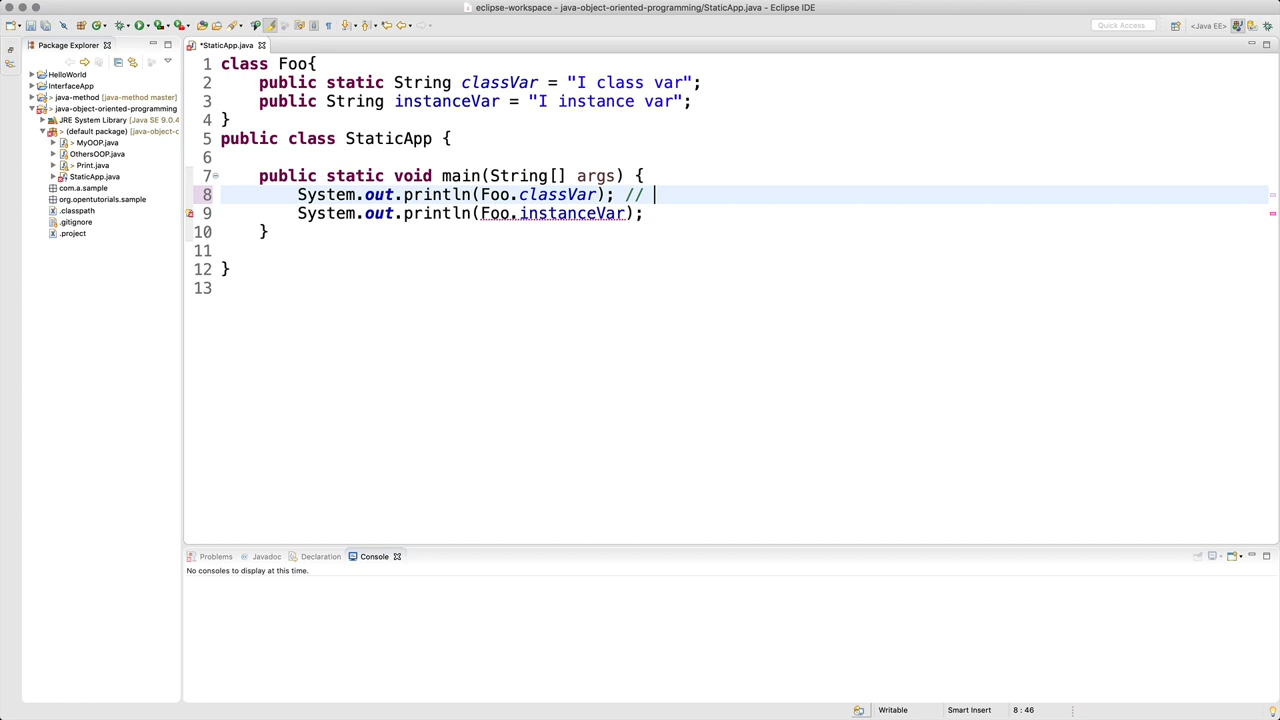 eclipse-workspace - java-object-oriented-programming/StaticApp.java - Eclipse IDE
Quick Access
<Java EE>
Package Explorer
*StaticApp.java
HelloWorld
InterfaceApp
> java-method [java-method master]
> java-object-oriented-programming
JRE System Library [Java SE 9.0.4
> (default package) [java-object-c
> MyOOP.java
OthersOOP.java
> Print.java
StaticApp.java
com.a.sample
org.opentutorials.sample
.classpath
.gitignore
.project
1 class Foo{
2 public static String classVar = "I class var";
3 public String instanceVar = "I instance var";
4 }
5 public class StaticApp {
6
7 public static void main(String[] args) {
8 System.out.println(Foo.classVar); //
9 System.out.println(Foo.instanceVar);
10 }
11
12 }
13
Problems Javadoc Declaration Console
No consoles to display at this time.
Writable Smart Insert 8 : 46